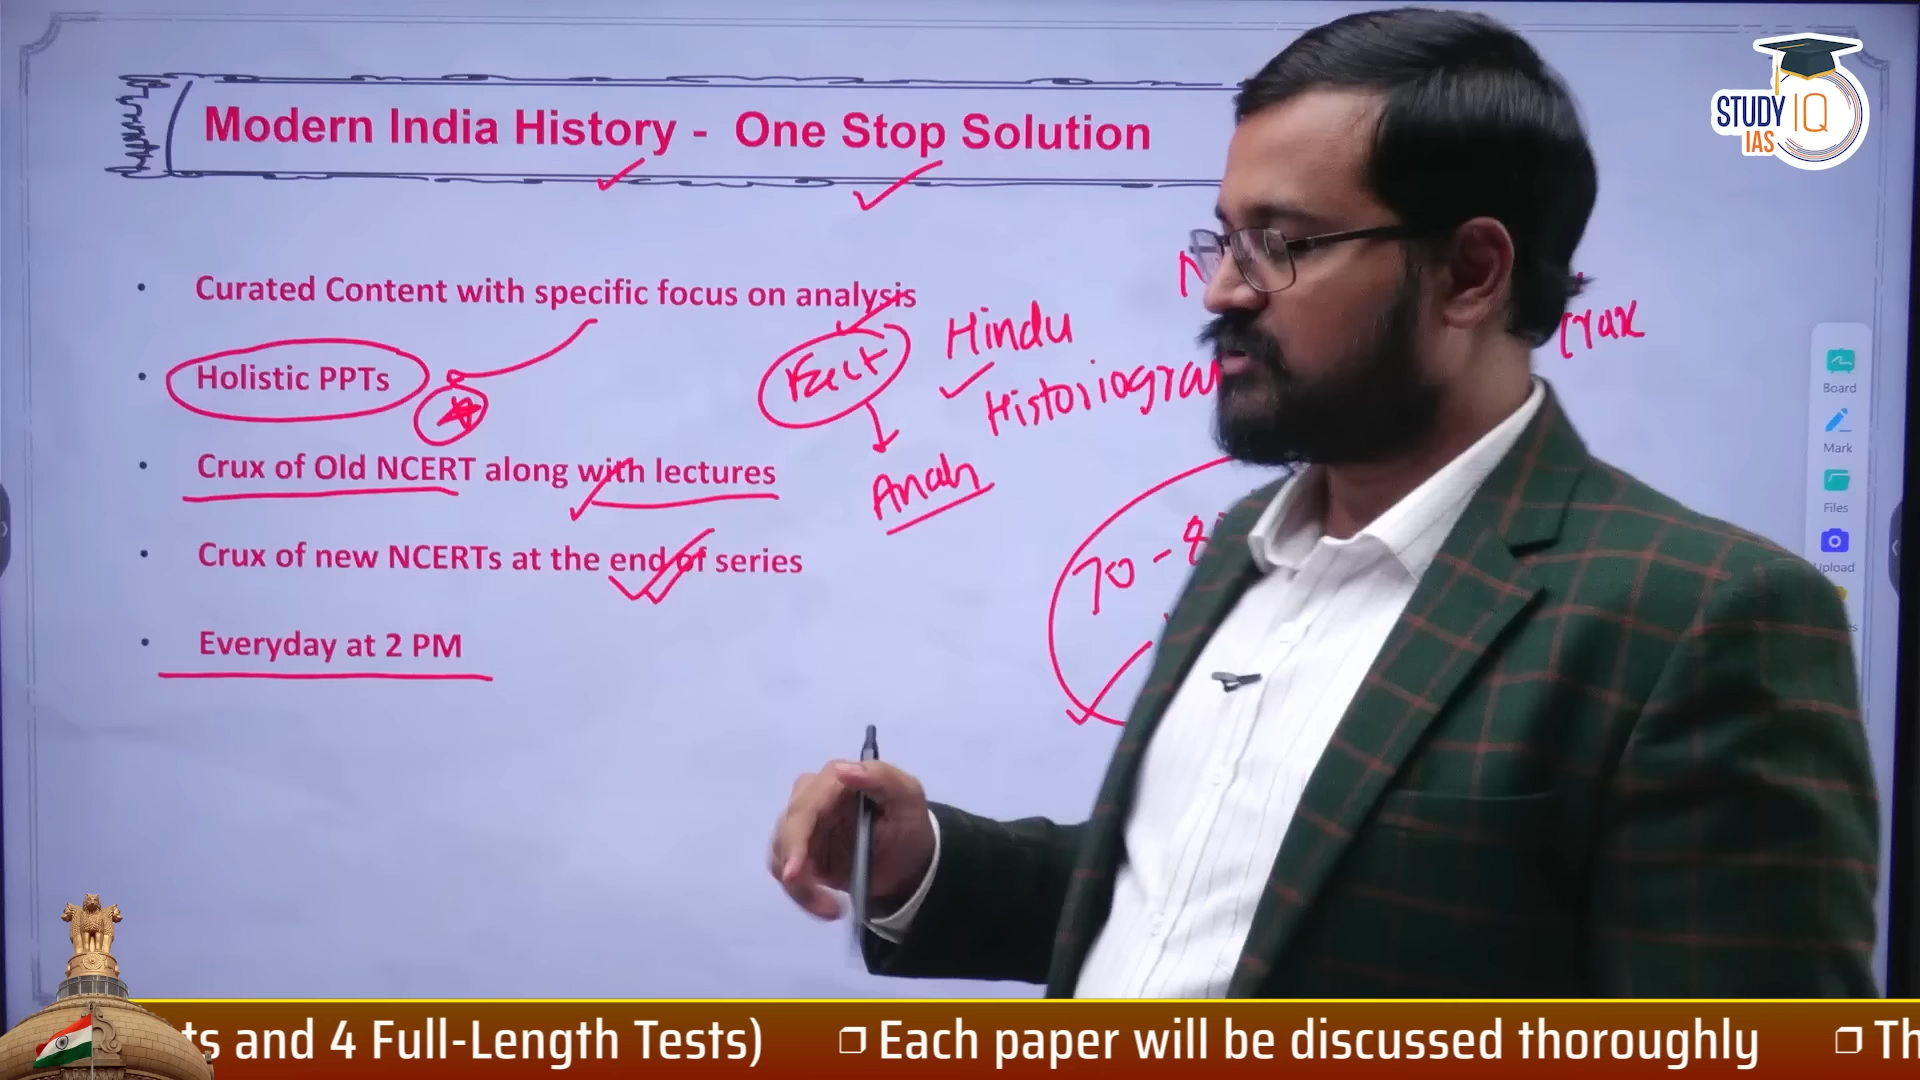 Modern India History - One Stop Solution
STUDY IQ
IAS
• Curated Content with specific focus on analysis
• Holistic PPTs
• Crux of Old NCERT along with lectures
• Crux of new NCERTs at the end of series
• Everyday at 2 PM
Fact
Hindu
Crux
Board
Mark
Files
Upload
and 4 Full-Length Tests) ❐ Each paper will be discussed thoroughly ❐